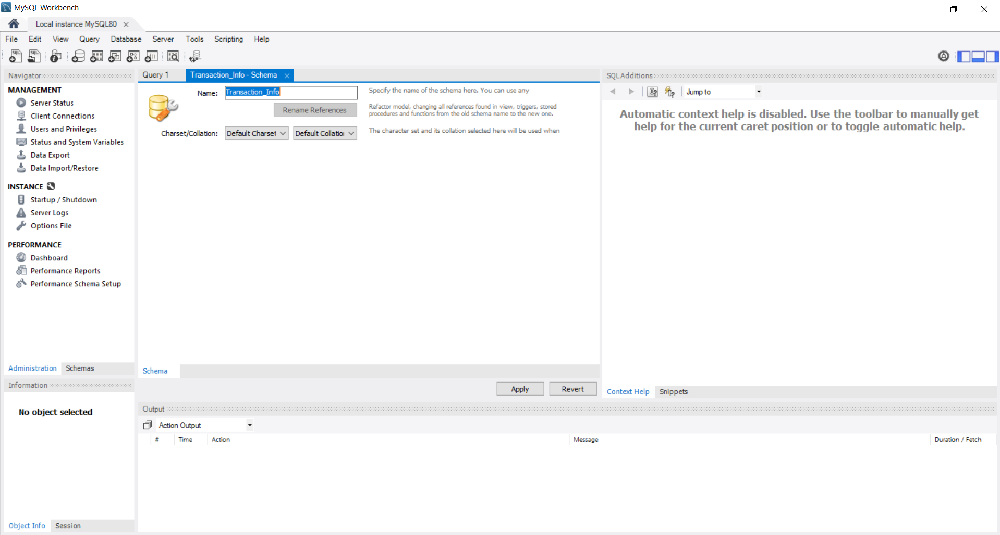 MySQL Workbench
Local instance MySQL80
File Edit View Query Database Server Tools Scripting Help
Navigator
MANAGEMENT
Server Status
Client Connections
Users and Privileges
Status and System Variables
Data Export
Data Import/Restore
INSTANCE
Startup / Shutdown
Server Logs
Options File
PERFORMANCE
Dashboard
Performance Reports
Performance Schema Setup
Administration Schemas
Information
No object selected
Object Info Session
Query 1 Transaction_Info - Schema
Name: Transaction_Info
Specify the name of the schema here. You can use any
Rename References
Refactor model, changing all references found in view, triggers, stored
procedures and functions from the old schema name to the new one.
Charset/Collation: Default Charset Default Collation
The character set and its collation selected here will be used when
Schema
Apply Revert
SQLAdditions
Jump to
Automatic context help is disabled. Use the toolbar to manually get
help for the current caret position or to toggle automatic help.
Context Help Snippets
Output
Action Output
# Time Action Message Duration / Fetch